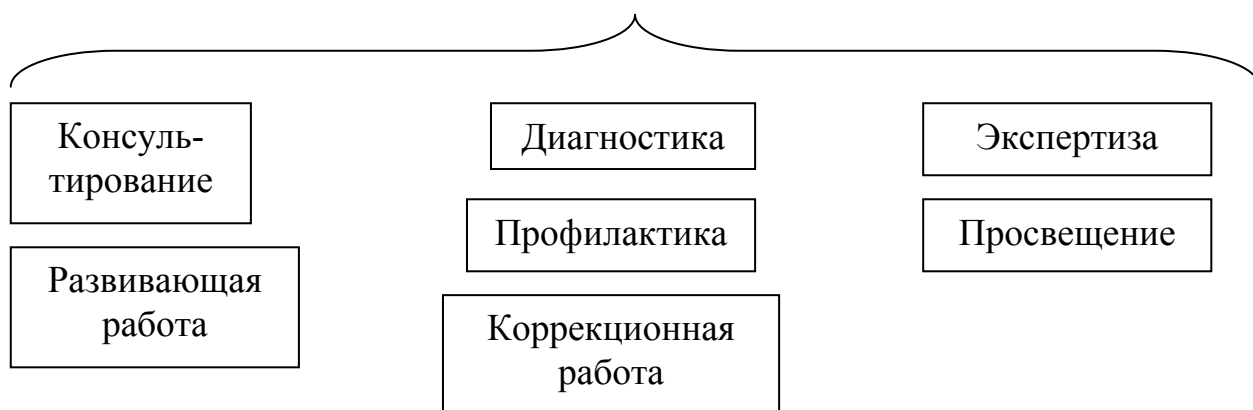 Консуль-
тирование
Диагностика
Экспертиза
Профилактика
Просвещение
Развивающая
работа
Коррекционная
работа